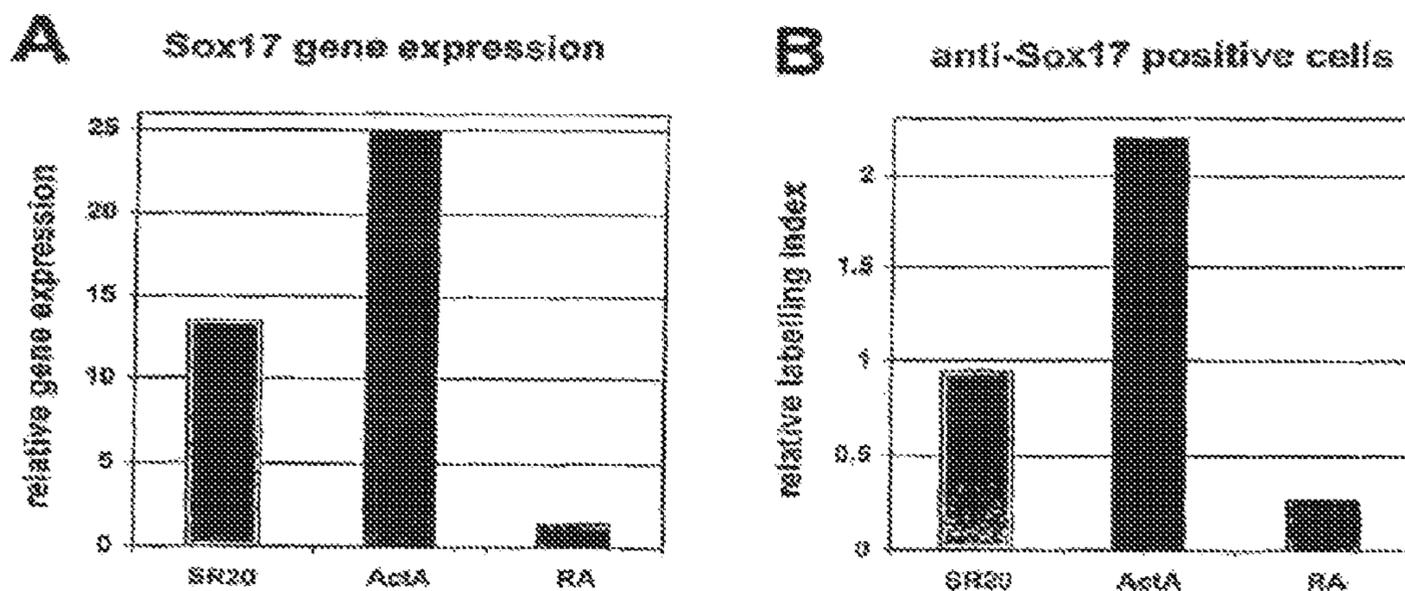 A
Sox17 gene expression
relative gene expression
25
20
15
10
5
0
SR20
ActA
RA
B
anti-Sox17 positive cells
relative labelling index
2
1.5
1
0.5
0
SR20
ActA
RA